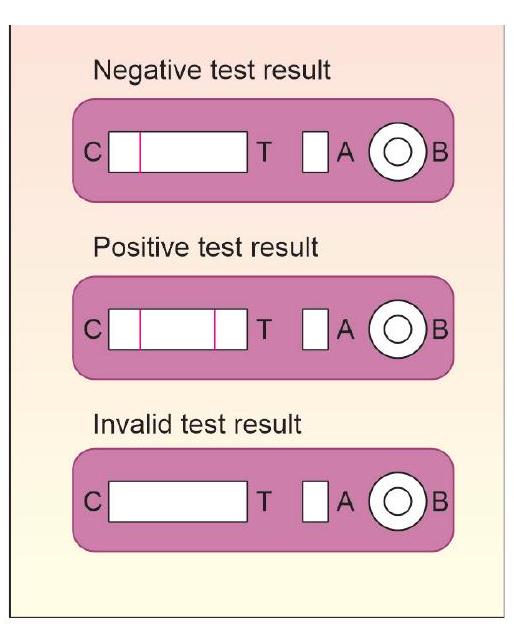 Negative test result
C T A B
Positive test result
C T A B
Invalid test result
C T A B